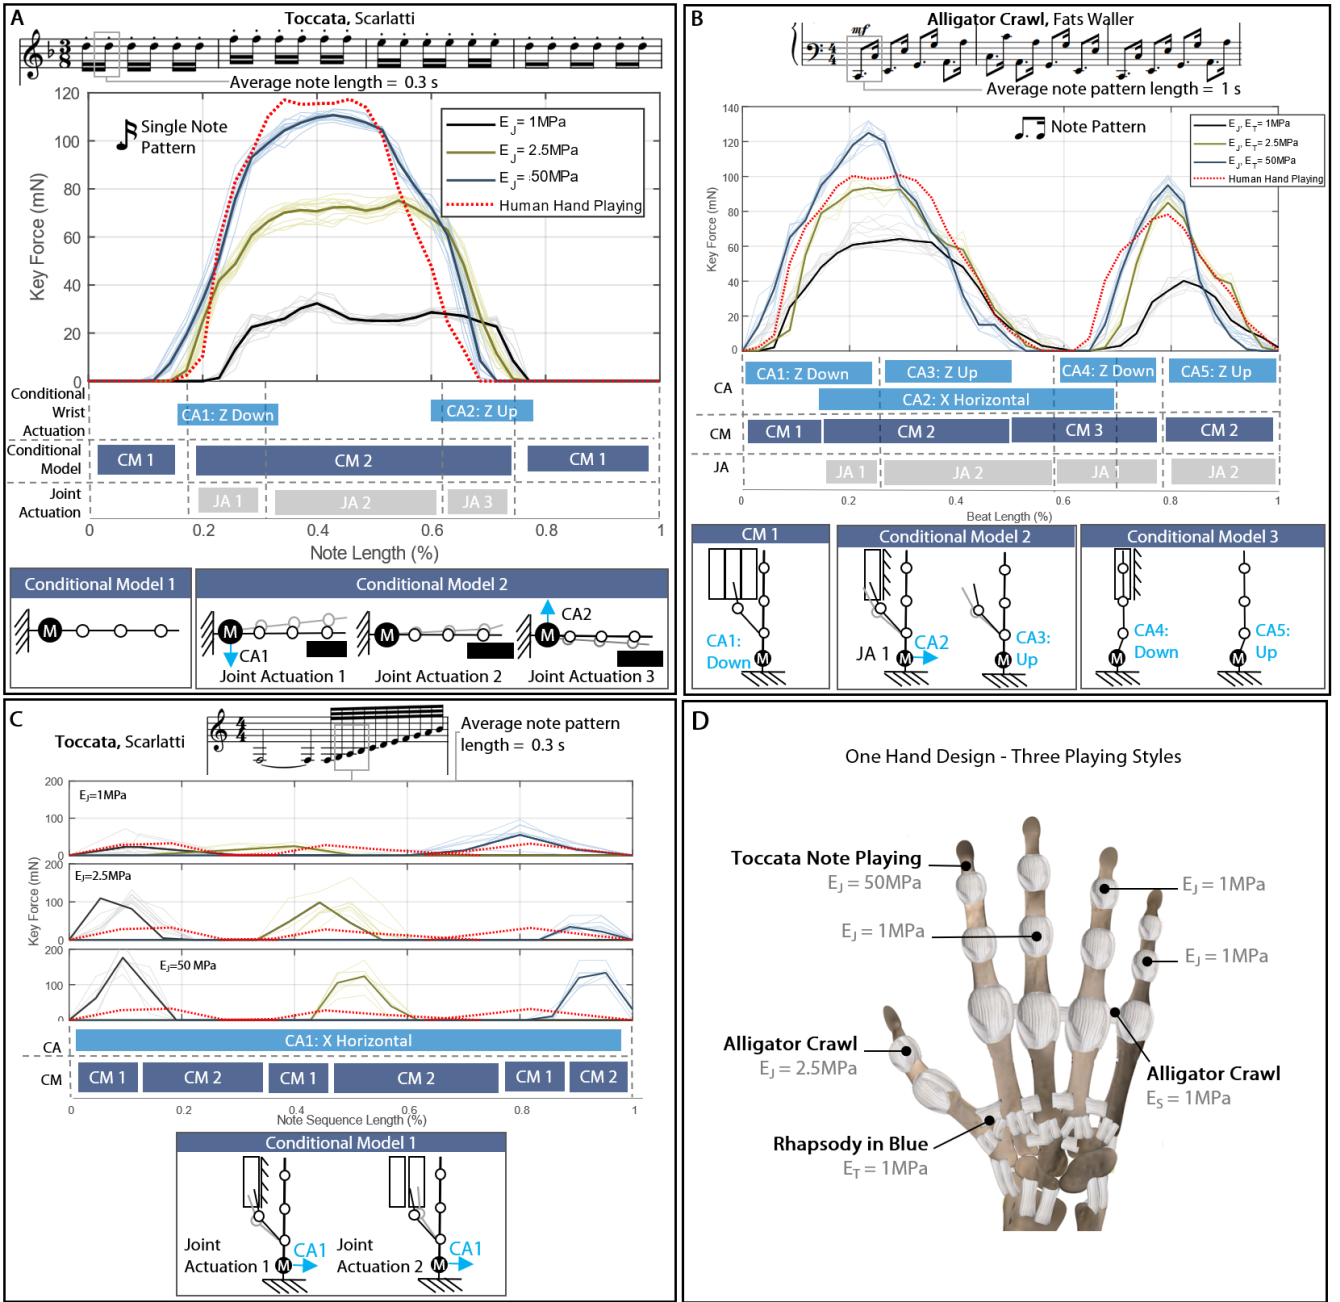 A
Toccata, Scarlatti
3
8
Average note length = 0.3 s
Single Note
Pattern
E_J= 1MPa
E_J= 2.5MPa
E_J= 50MPa
Human Hand Playing
Key Force (mN)
120
100
80
60
40
20
0
Conditional
Wrist
Actuation
CA1: Z Down
CA2: Z Up
Conditional
Model
CM 1
CM 2
CM 1
Joint
Actuation
JA 1
JA 2
JA 3
0
0.2
0.4
0.6
0.8
1
Note Length (%)
Conditional Model 1
M
Conditional Model 2
M
CA1
M
M
CA2
Joint Actuation 1
Joint Actuation 2
Joint Actuation 3
B
Alligator Crawl, Fats Waller
mf
4
4
Average note pattern length = 1 s
Note Pattern
E_J, E_T= 1MPa
E_J, E_T= 2.5MPa
E_J, E_T= 50MPa
Human Hand Playing
Key Force (mN)
140
120
100
80
60
40
20
0
CA
CA1: Z Down
CA3: Z Up
CA4: Z Down
CA5: Z Up
CA2: X Horizontal
CM
CM 1
CM 2
CM 3
CM 2
JA
JA 1
JA 2
JA 1
JA 2
0
0.2
0.4
0.6
0.8
1
Beat Length (%)
CM 1
CA1:
Down
M
Conditional Model 2
JA 1
M
CA2
M
CA3:
Up
Conditional Model 3
CA4:
Down
M
CA5:
Up
M
C
Toccata, Scarlatti
4
4
Average note pattern
length = 0.3 s
Key Force (mN)
200
100
0
E_J=1MPa
200
100
0
E_J=2.5MPa
200
100
0
E_J=50 MPa
CA
CA1: X Horizontal
CM
CM 1
CM 2
CM 1
CM 2
CM 1
CM 2
0
0.2
0.4
0.6
0.8
1
Note Sequence Length (%)
Conditional Model 1
Joint
Actuation 1
M
CA1
Joint
Actuation 2
M
CA1
D
One Hand Design - Three Playing Styles
Toccata Note Playing
E_J = 50MPa
E_J = 1MPa
E_J = 1MPa
E_J = 1MPa
Alligator Crawl
E_J = 2.5MPa
Alligator Crawl
E_S = 1MPa
Rhapsody in Blue
E_T = 1MPa